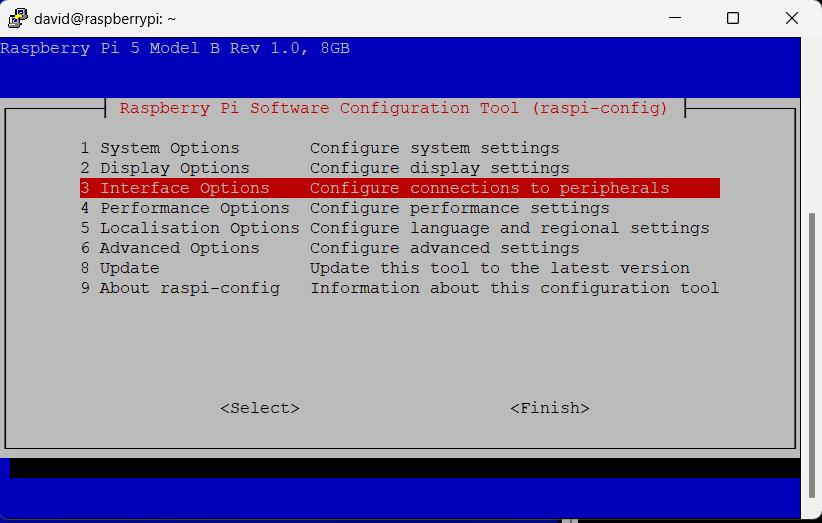 david@raspberrypi: ~
Raspberry Pi 5 Model B Rev 1.0, 8GB
Raspberry Pi Software Configuration Tool (raspi-config)
1 System Options Configure system settings
2 Display Options Configure display settings
3 Interface Options Configure connections to peripherals
4 Performance Options Configure performance settings
5 Localisation Options Configure language and regional settings
6 Advanced Options Configure advanced settings
8 Update Update this tool to the latest version
9 About raspi-config Information about this configuration tool
<Select> <Finish>